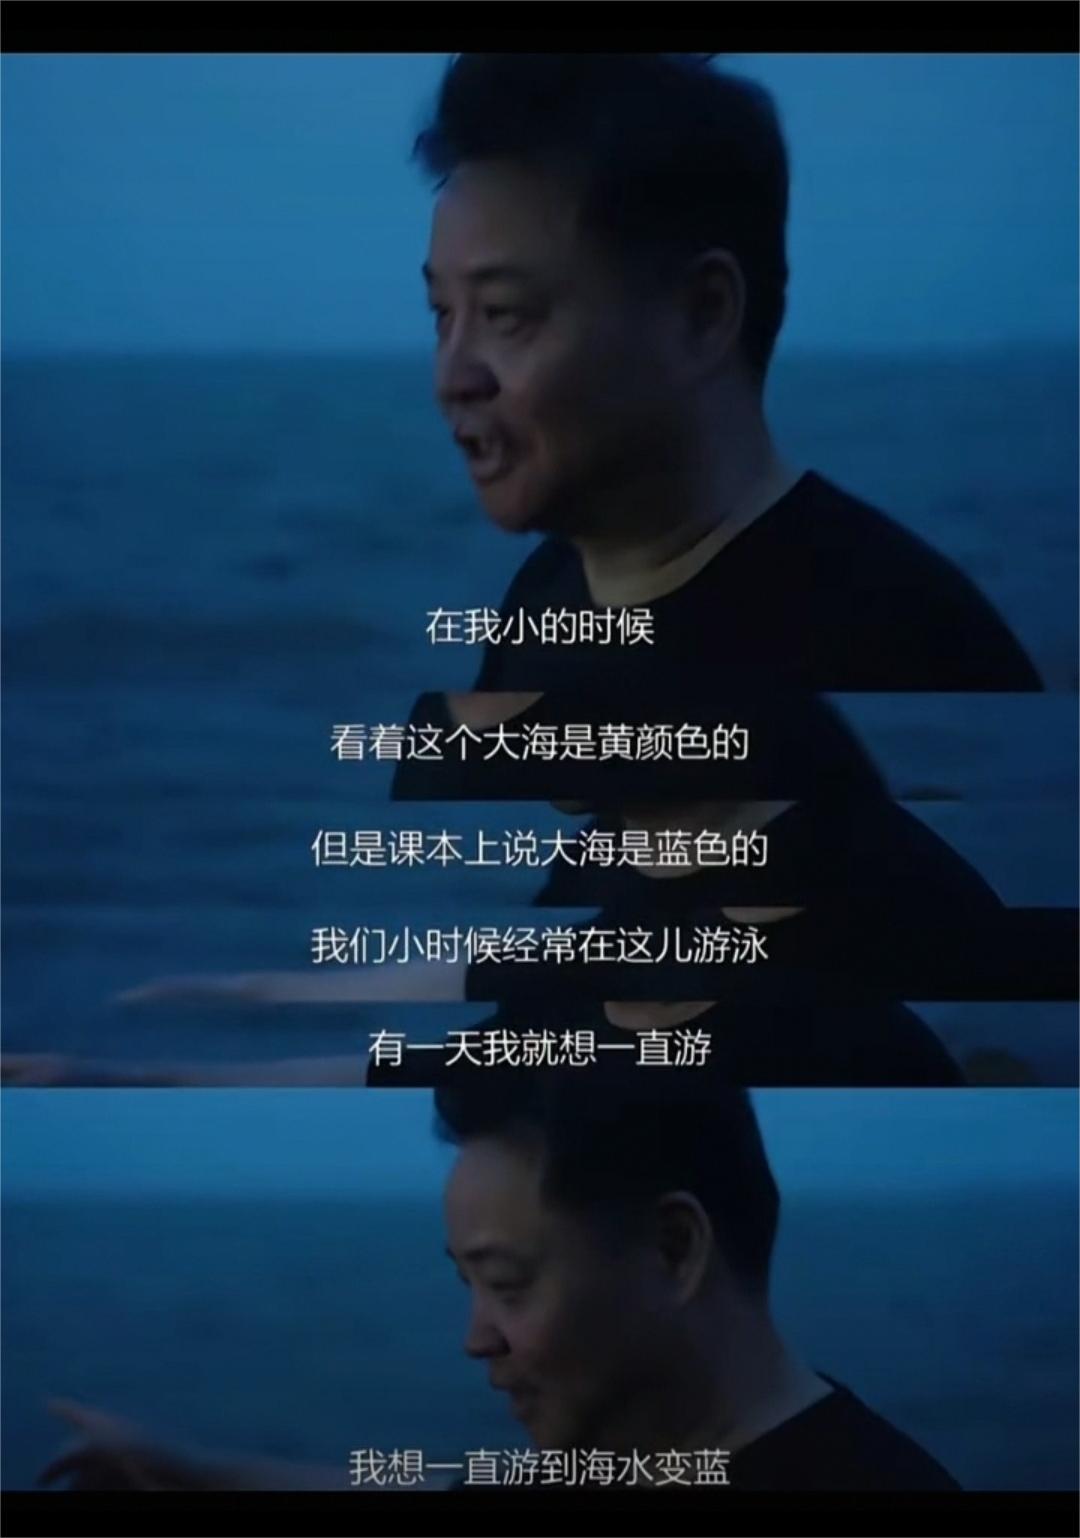 在我小的时候
看着这个大海是黄颜色的
但是课本上说大海是蓝色的
我们小时候经常在这儿游泳
有一天我就想一直游
我想一直游到海水变蓝